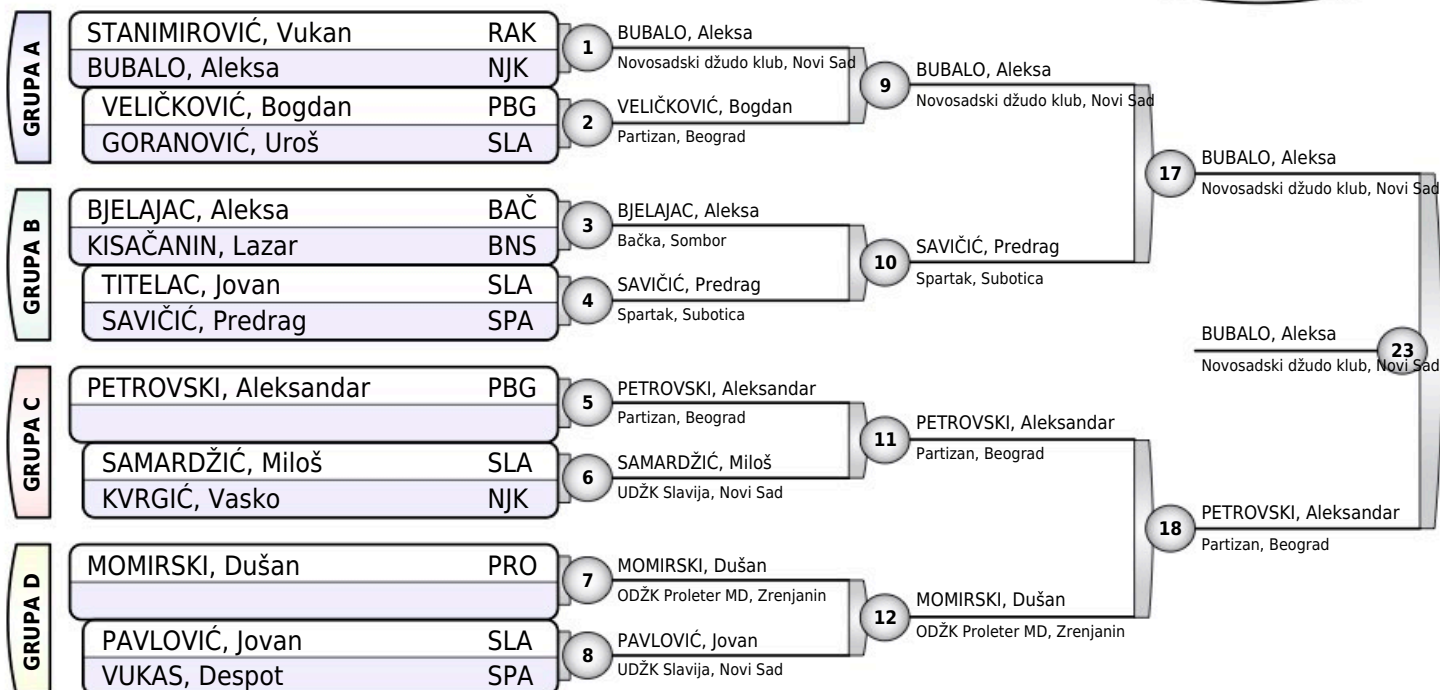 GRUPA A
STANIMIROVIĆ, Vukan RAK
BUBALO, Aleksa NJK
VELIČKOVIĆ, Bogdan PBG
GORANOVIĆ, Uroš SLA
1
BUBALO, Aleksa
Novosadski džudo klub, Novi Sad
2
VELIČKOVIĆ, Bogdan
Partizan, Beograd
9
BUBALO, Aleksa
Novosadski džudo klub, Novi Sad
GRUPA B
BJELAJAC, Aleksa BAČ
KISAČANIN, Lazar BNS
TITELAC, Jovan SLA
SAVIČIĆ, Predrag SPA
3
BJELAJAC, Aleksa
Bačka, Sombor
4
SAVIČIĆ, Predrag
Spartak, Subotica
10
SAVIČIĆ, Predrag
Spartak, Subotica
17
BUBALO, Aleksa
Novosadski džudo klub, Novi Sad
GRUPA C
PETROVSKI, Aleksandar PBG
SAMARDŽIĆ, Miloš SLA
KVRGIĆ, Vasko NJK
5
PETROVSKI, Aleksandar
Partizan, Beograd
6
SAMARDŽIĆ, Miloš
UDŽK Slavija, Novi Sad
11
PETROVSKI, Aleksandar
Partizan, Beograd
GRUPA D
MOMIRSKI, Dušan PRO
PAVLOVIĆ, Jovan SLA
VUKAS, Despot SPA
7
MOMIRSKI, Dušan
ODŽK Proleter MD, Zrenjanin
8
PAVLOVIĆ, Jovan
UDŽK Slavija, Novi Sad
12
MOMIRSKI, Dušan
ODŽK Proleter MD, Zrenjanin
18
PETROVSKI, Aleksandar
Partizan, Beograd
BUBALO, Aleksa
23
Novosadski džudo klub, Novi Sad